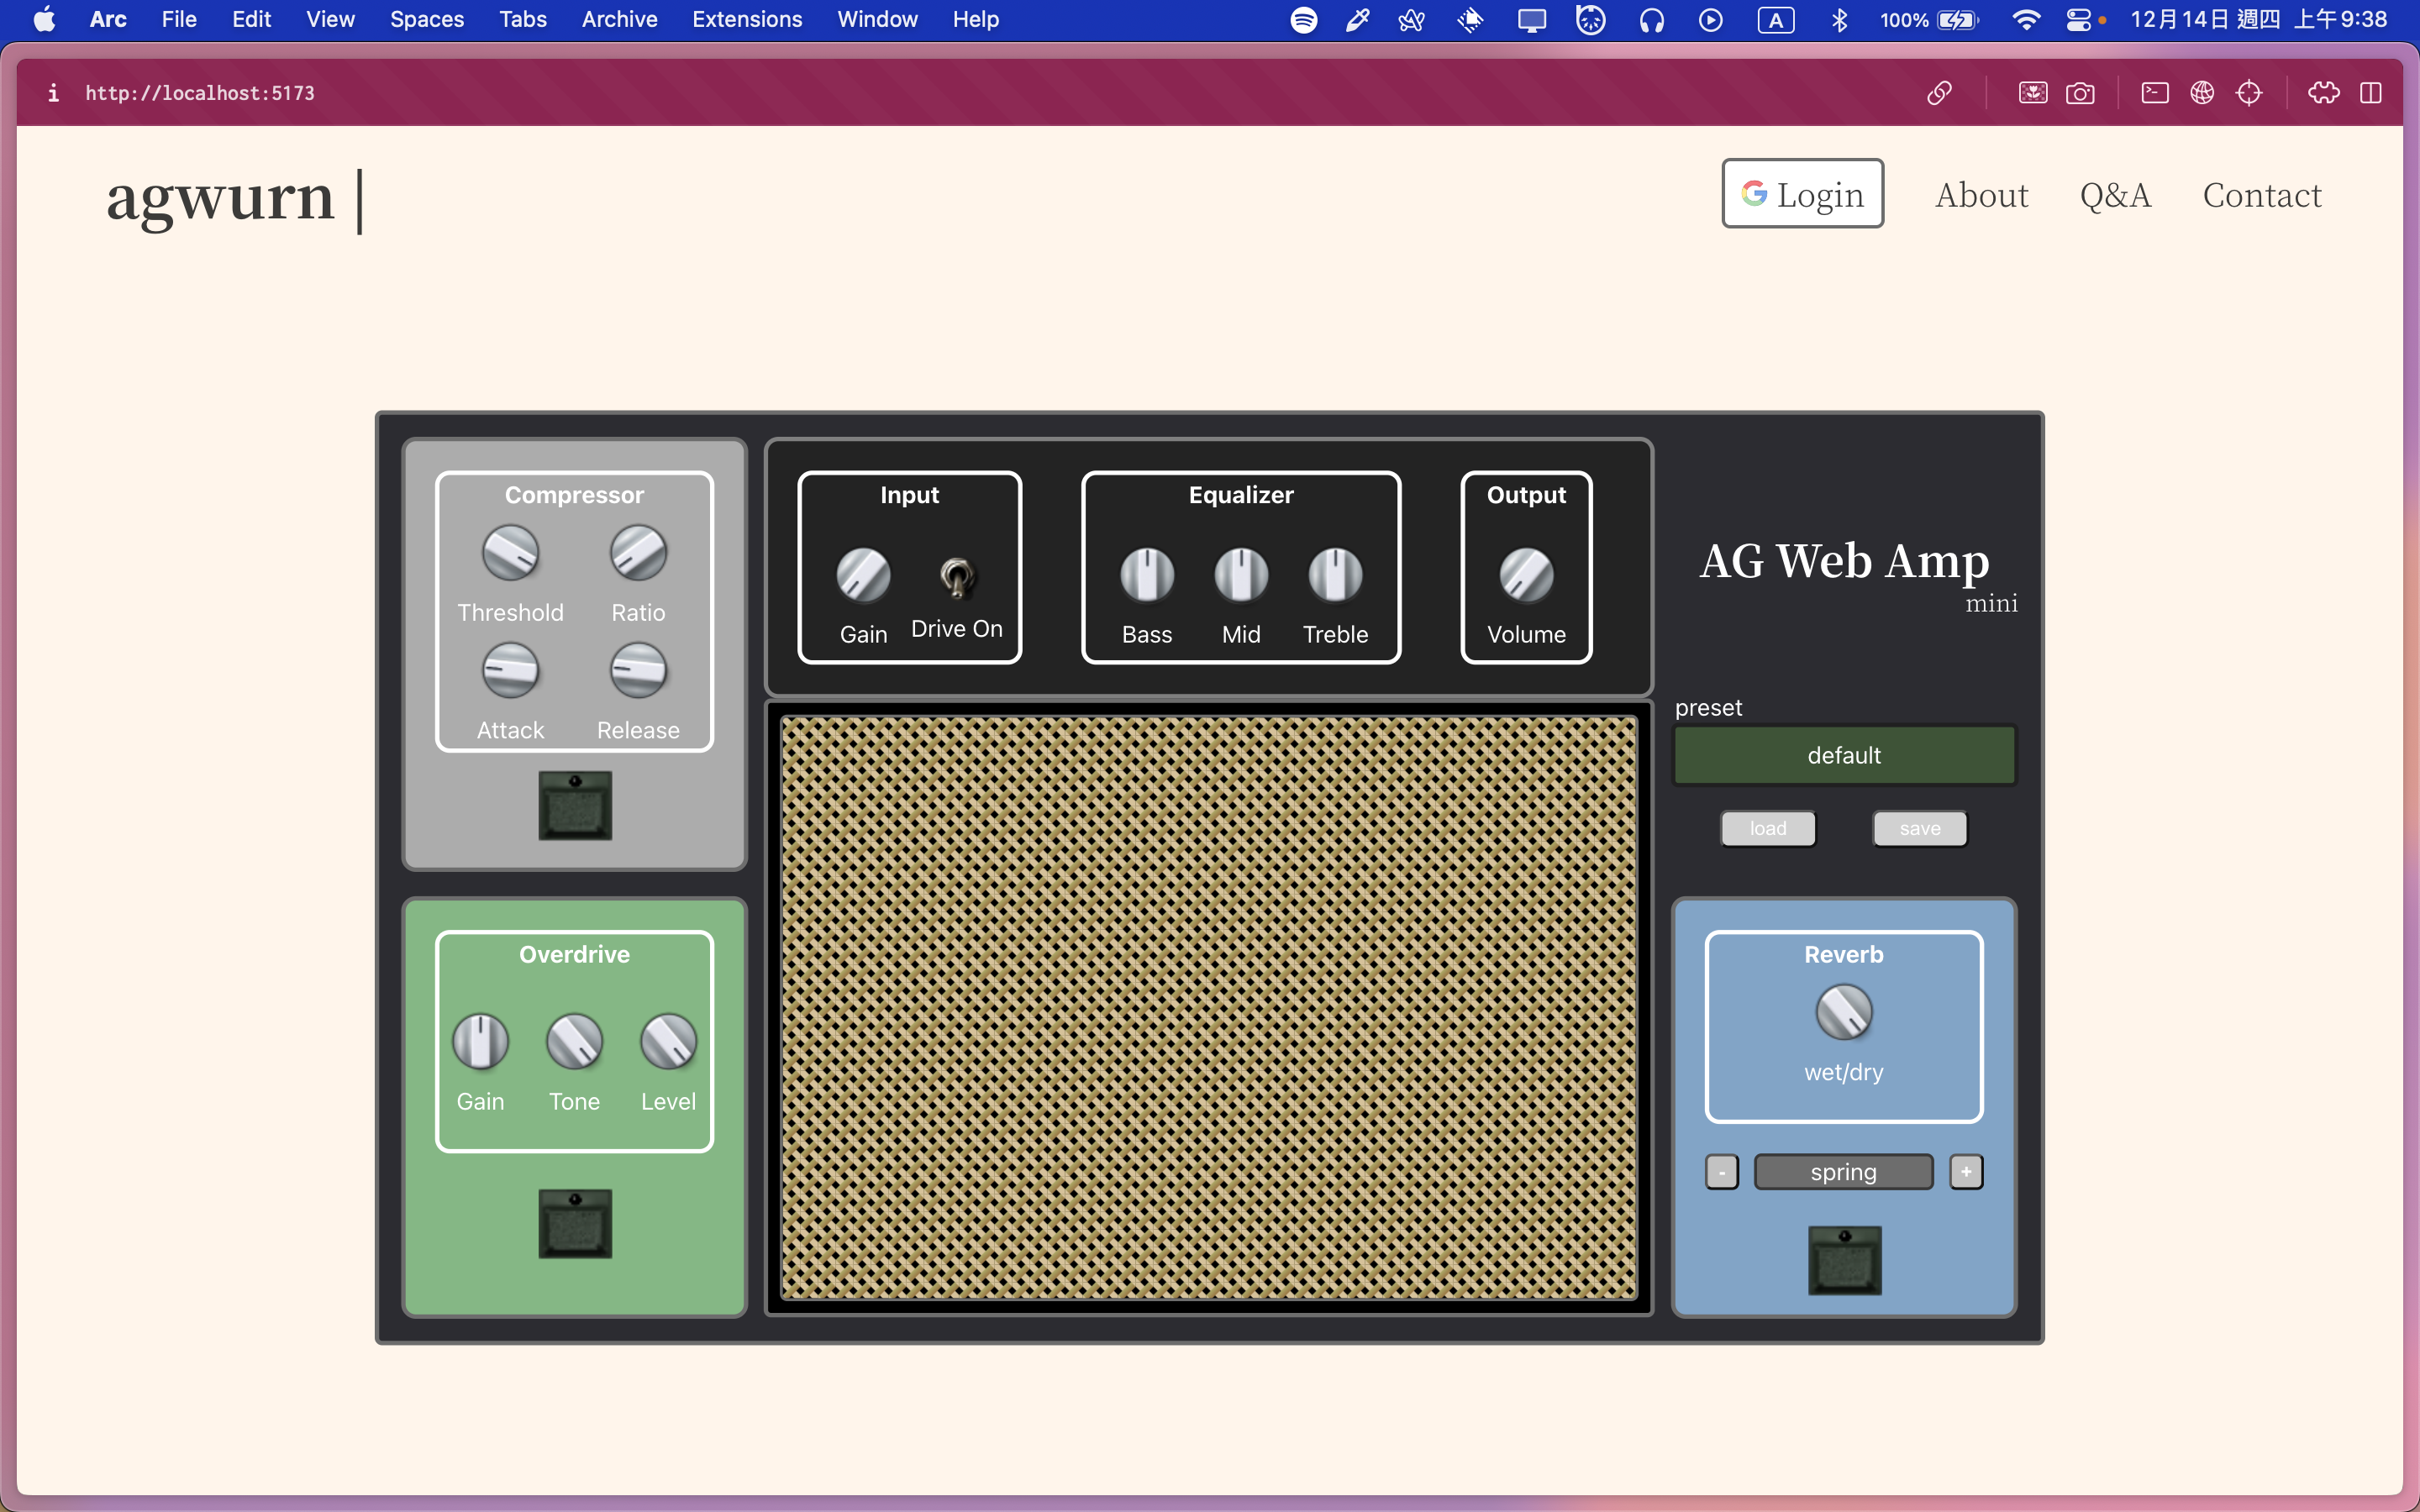 Arc File Edit View Spaces Tabs Archive Extensions Window Help A 100% 12月14日 週四 上午9:38
http://localhost:5173
agwurn |
Login About Q&A Contact
Compressor
Threshold Ratio
Attack Release
Input
Gain Drive On
Equalizer
Bass Mid Treble
Output
Volume
AG Web Amp
mini
preset
default
load save
Overdrive
Gain Tone Level
Reverb
wet/dry
- spring +